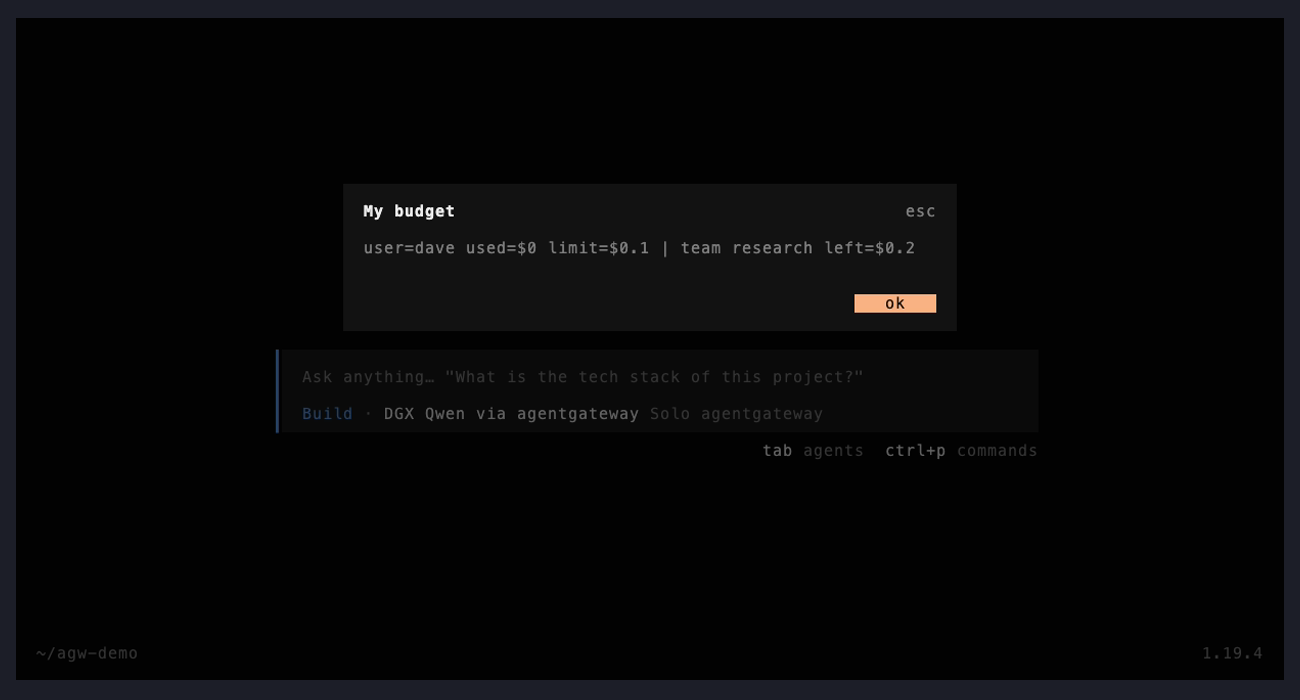 My budget esc
user=dave used=$0 limit=$0.1 | team research left=$0.2
ok
Ask anything… "What is the tech stack of this project?"
Build · DGX Qwen via agentgateway Solo agentgateway
tab agents ctrl+p commands
~/agw-demo 1.19.4